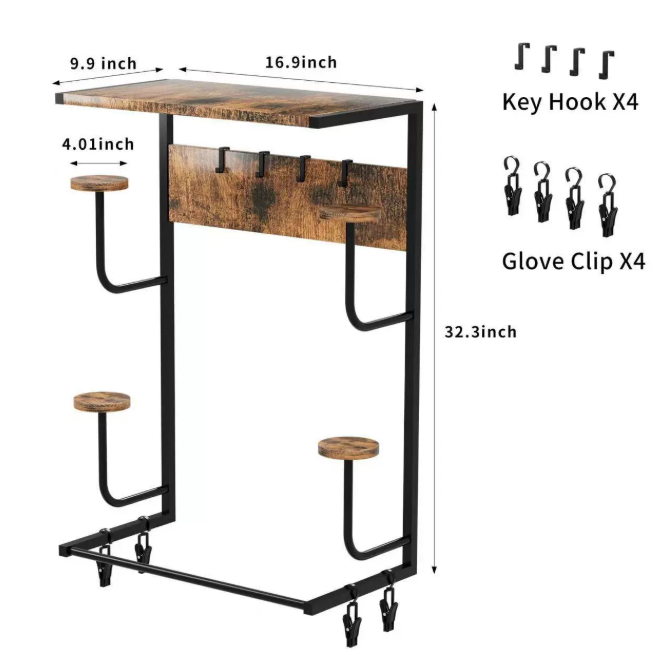 9.9 inch
16.9inch
Key Hook X4
4.01inch
Glove Clip X4
32.3inch